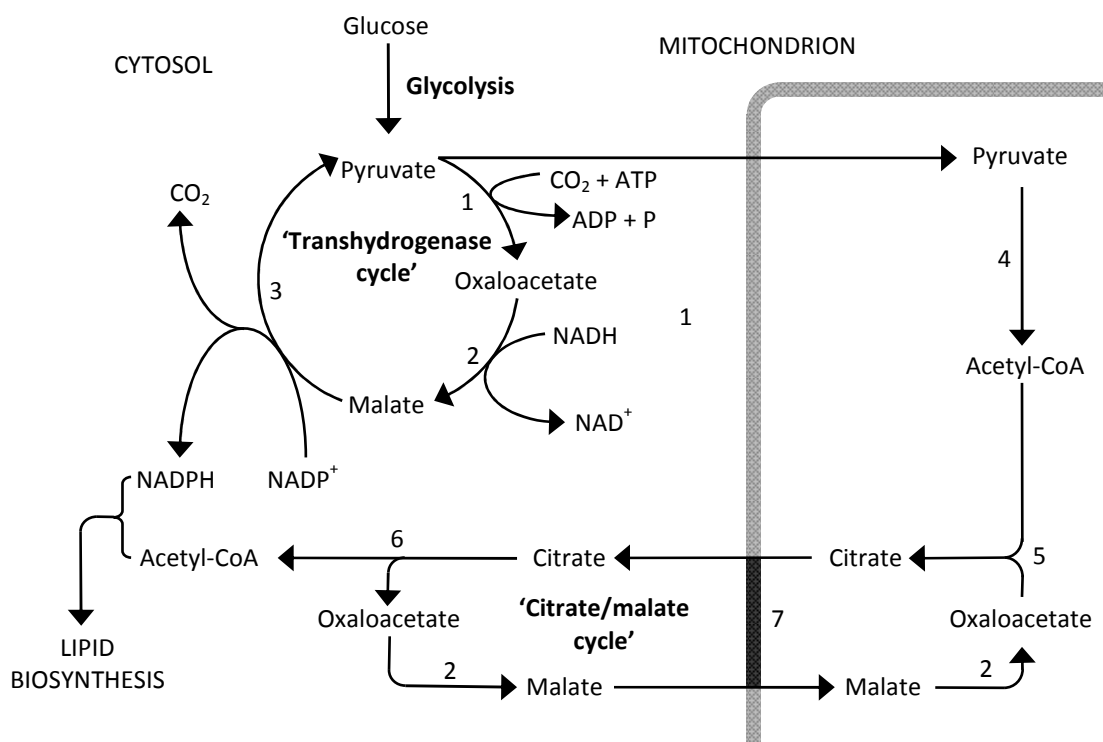 Glucose
CYTOSOL
MITOCHONDRION
Glycolysis
Pyruvate
Pyruvate
CO₂
1
CO₂ + ATP
ADP + P
'Transhydrogenase
cycle'
4
Oxaloacetate
3
1
2
NADH
Acetyl-CoA
Malate
NAD⁺
NADPH
NADP⁺
6
Acetyl-CoA
Citrate
Citrate
5
Oxaloacetate
'Citrate/malate
cycle'
7
Oxaloacetate
LIPID
BIOSYNTHESIS
2
Malate
Malate
2